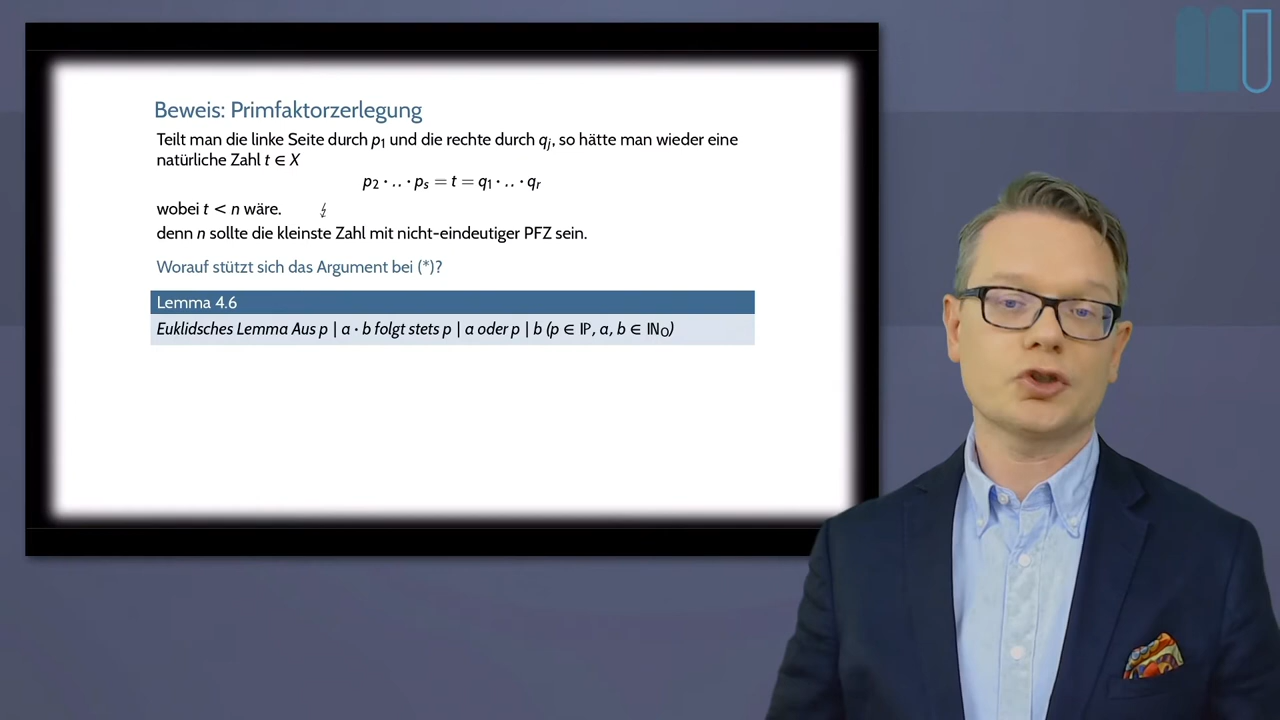 Beweis: Primfaktorzerlegung
Teilt man die linke Seite durch p₁ und die rechte durch qⱼ, so hätte man wieder eine
natürliche Zahl t ∈ X
p₂ · .. · pₛ = t = q₁ · .. · qᵣ
wobei t < n wäre. ↯
denn n sollte die kleinste Zahl mit nicht-eindeutiger PFZ sein.
Worauf stützt sich das Argument bei (*)?
Lemma 4.6
Euklidsches Lemma Aus p | a · b folgt stets p | a oder p | b (p ∈ ℙ, a, b ∈ ℕ₀)